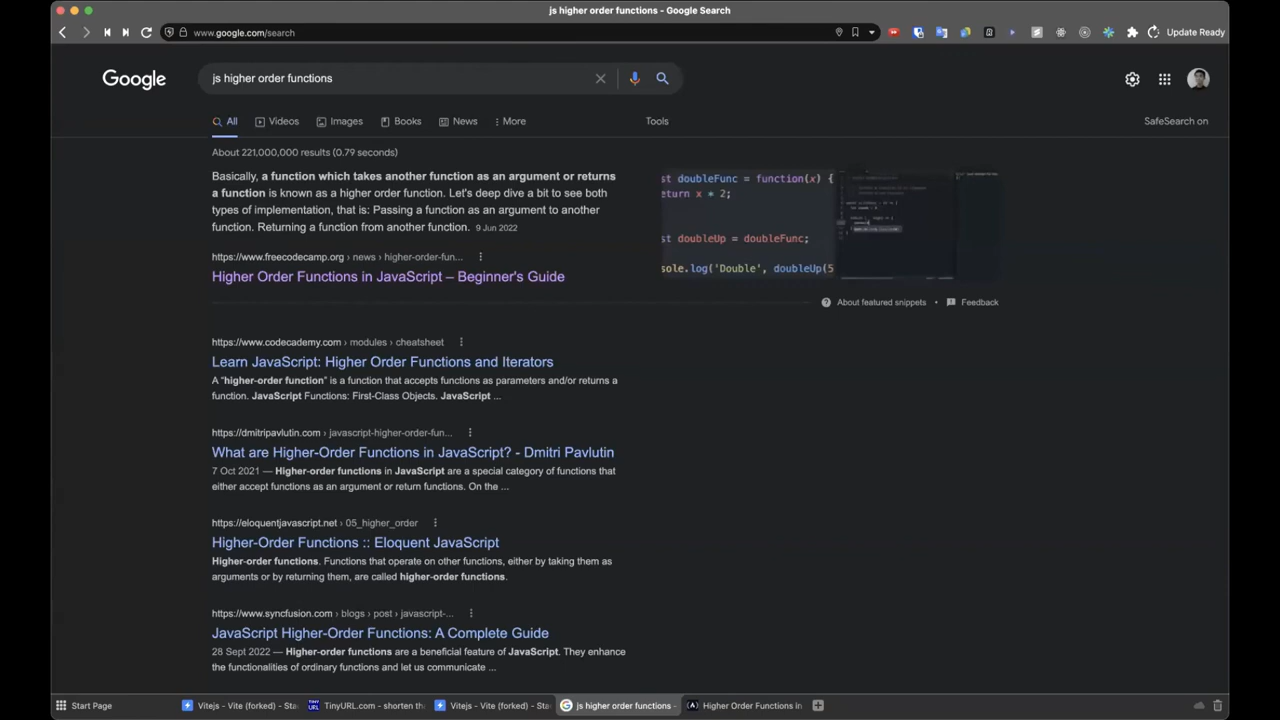 js higher order functions - Google Search
www.google.com/search
Update Ready
Google
js higher order functions
All Videos Images Books News More Tools
SafeSearch on
About 221,000,000 results (0.79 seconds)
Basically, a function which takes another function as an argument or returns
a function is known as a higher order function. Let's deep dive a bit to see both
types of implementation, that is: Passing a function as an argument to another
function. Returning a function from another function. 9 Jun 2022
st doubleFunc = function(x) {
eturn x * 2;
st doubleUp = doubleFunc;
sole.log('Double', doubleUp(5
https://www.freecodecamp.org › news › higher-order-fun...
Higher Order Functions in JavaScript – Beginner's Guide
About featured snippets • Feedback
https://www.codecademy.com › modules › cheatsheet
Learn JavaScript: Higher Order Functions and Iterators
A “higher-order function” is a function that accepts functions as parameters and/or returns a
function. JavaScript Functions: First-Class Objects. JavaScript ...
https://dmitripavlutin.com › javascript-higher-order-fun...
What are Higher-Order Functions in JavaScript? - Dmitri Pavlutin
7 Oct 2021 — Higher-order functions in JavaScript are a special category of functions that
either accept functions as an argument or return functions. On the ...
https://eloquentjavascript.net › 05_higher_order
Higher-Order Functions :: Eloquent JavaScript
Higher-order functions. Functions that operate on other functions, either by taking them as
arguments or by returning them, are called higher-order functions.
https://www.syncfusion.com › blogs › post › javascript-...
JavaScript Higher-Order Functions: A Complete Guide
28 Sept 2022 — Higher-order functions are a beneficial feature of JavaScript. They enhance
the functionalities of ordinary functions and let us communicate ...
Start Page
Vitejs - Vite (forked) - Sta
TINY URL
TinyURL.com - shorten th
Vitejs - Vite (forked) - Sta
js higher order functions -
Higher Order Functions in